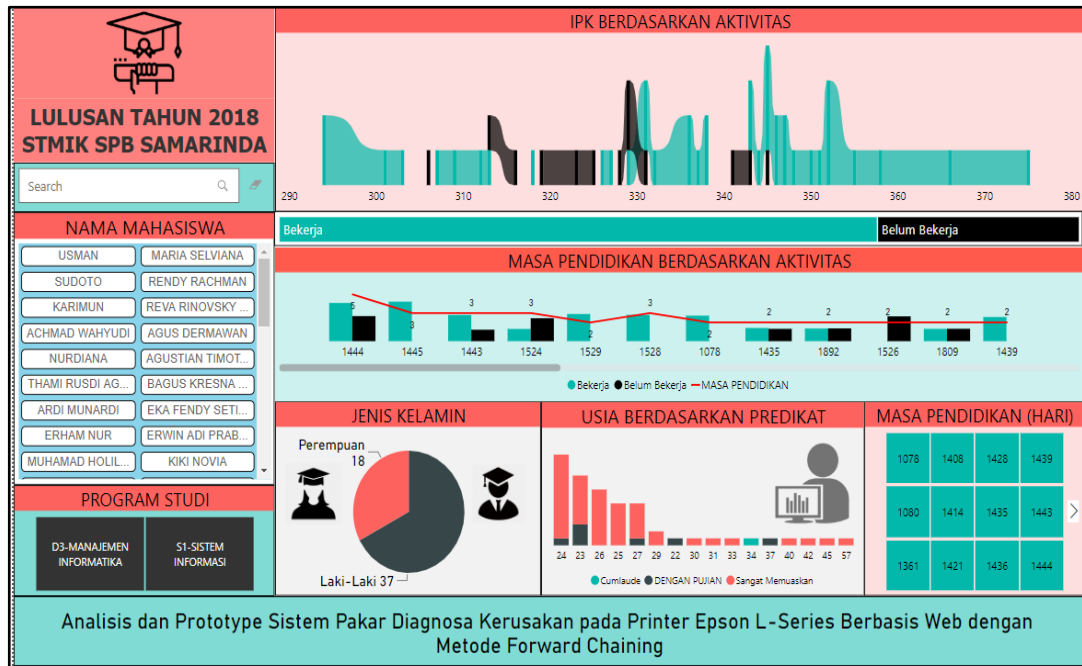 LULUSAN TAHUN 2018
STMIK SPB SAMARINDA
Search
NAMA MAHASISWA
USMAN MARIA SELVIANA
SUDOTO RENDY RACHMAN
KARIMUN REVA RINOVSKY ...
ACHMAD WAHYUDI AGUS DERMAWAN
NURDIANA AGUSTIAN TIMOT...
THAMI RUSDI AG... BAGUS KRESNA ...
ARDI MUNARDI EKA FENDY SETI...
ERHAM NUR ERWIN ADI PRAB...
MUHAMAD HOLIL... KIKI NOVIA
PROGRAM STUDI
D3-MANAJEMEN
INFORMATIKA
S1-SISTEM
INFORMASI
IPK BERDASARKAN AKTIVITAS
290 300 310 320 330 340 350 360 370 380
Bekerja Belum Bekerja
MASA PENDIDIKAN BERDASARKAN AKTIVITAS
5 3 3 3 2 3 2 2 2 2 2 2
1444 1445 1443 1524 1529 1528 1078 1435 1892 1526 1809 1439
Bekerja Belum Bekerja MASA PENDIDIKAN
JENIS KELAMIN
Perempuan
18
Laki-Laki 37
USIA BERDASARKAN PREDIKAT
24 23 26 25 27 29 22 30 31 33 34 37 40 42 45 57
Cumlaude DENGAN PUJIAN Sangat Memuaskan
MASA PENDIDIKAN (HARI)
1078 1408 1428 1439
1080 1414 1435 1443
1361 1421 1436 1444
Analisis dan Prototype Sistem Pakar Diagnosa Kerusakan pada Printer Epson L-Series Berbasis Web dengan
Metode Forward Chaining